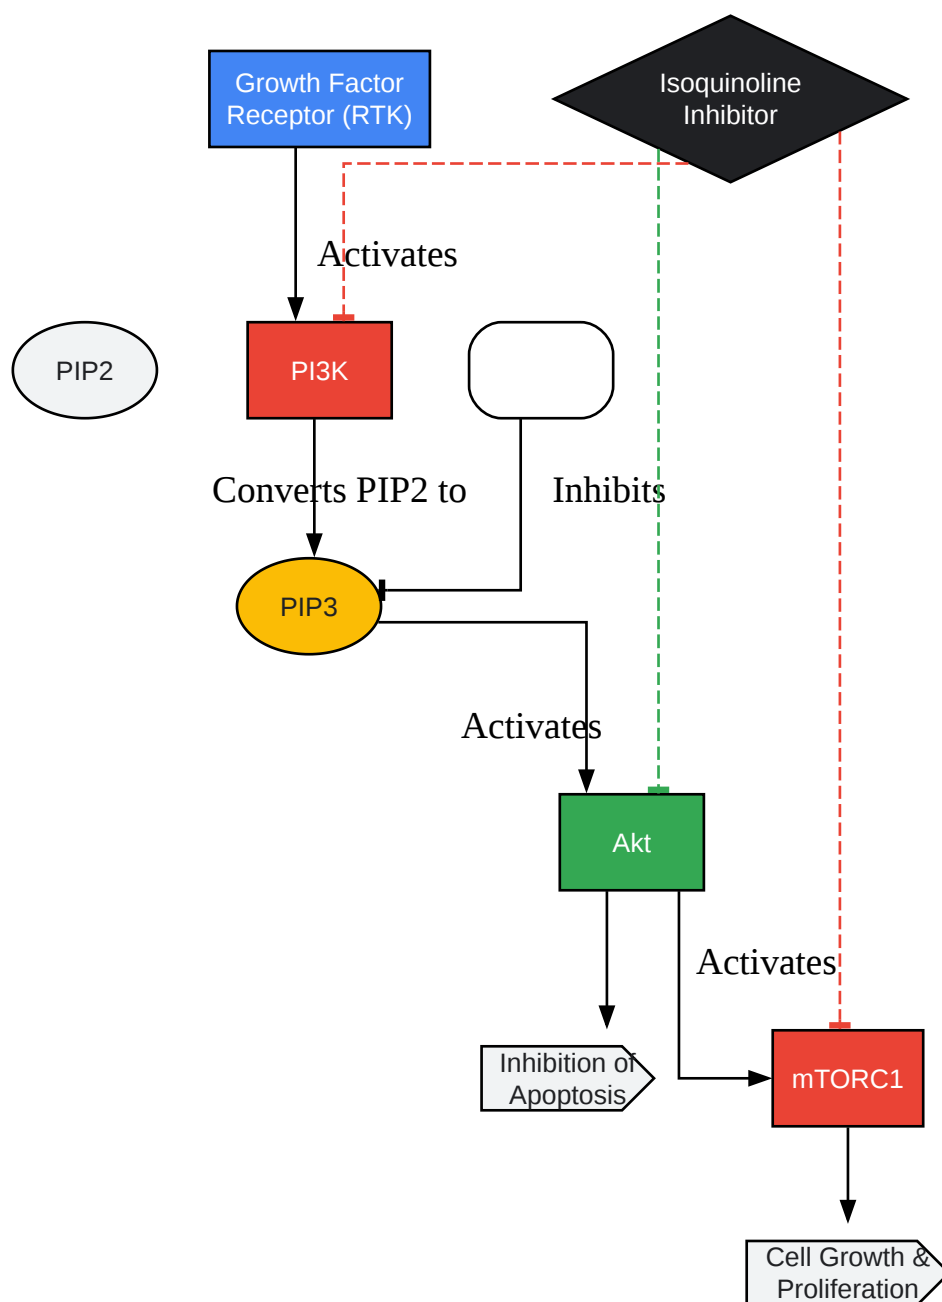 Growth Factor
Receptor (RTK)
Isoquinoline
Inhibitor
Activates
PIP2
PI3K
Converts PIP2 to
Inhibits
PIP3
Activates
Akt
Activates
Inhibition of
Apoptosis
mTORC1
Cell Growth &
Proliferation